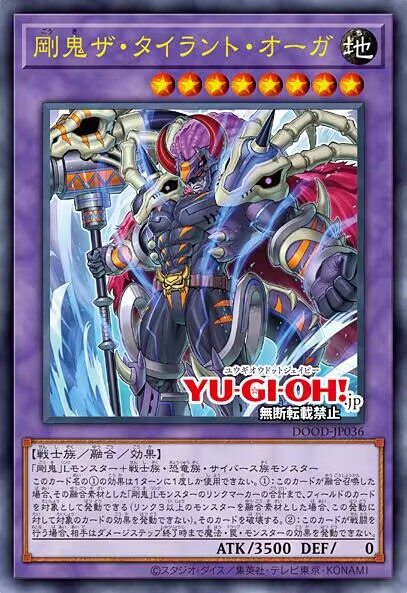 剛鬼ザ・タイラント・オーガ
地
ユウギオウドットジェイピー
YU-GI-OH!.jp
無断転載禁止
DOOD-JP036
【戦士族/融合/効果】
「剛鬼」Lモンスター+戦士族・恐竜族・サイバース族モンスター
このカード名の①の効果は1ターンに1度しか使用できない。①:このカードが融合召喚した
場合、その融合素材とした「剛鬼」Lモンスターのリンクマーカーの合計まで、フィールドのカード
を対象として発動できる(リンク3以上のモンスターを融合素材とした場合、この発動に
対して対象のカードの効果を発動できない)。そのカードを破壊する。②:このカードが戦闘を
行う場合、相手はダメージステップ終了時まで魔法・罠・モンスターの効果を発動できない。
ATK/3500 DEF/ 0
©スタジオ・ダイス/集英社・テレビ東京・KONAMI